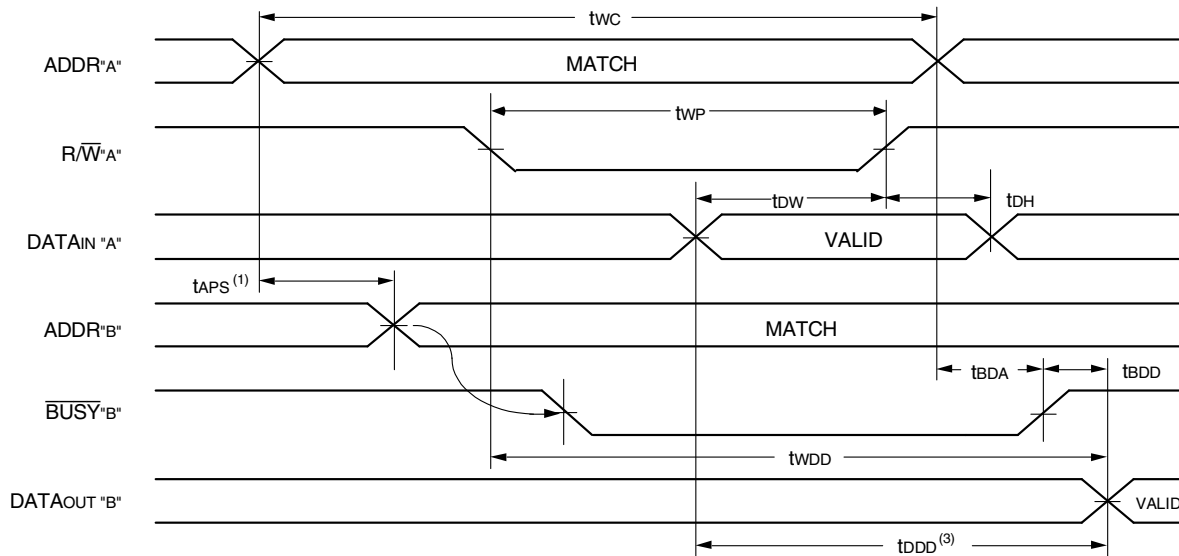 tWC
ADDR"A"
MATCH
tWP
R/W̅"A"
tDW
tDH
DATAIN "A"
VALID
tAPS (1)
ADDR"B"
MATCH
tBDA
tBDD
B̅U̅S̅Y̅"B"
tWDD
DATAOUT "B"
VALID
tDDD (3)